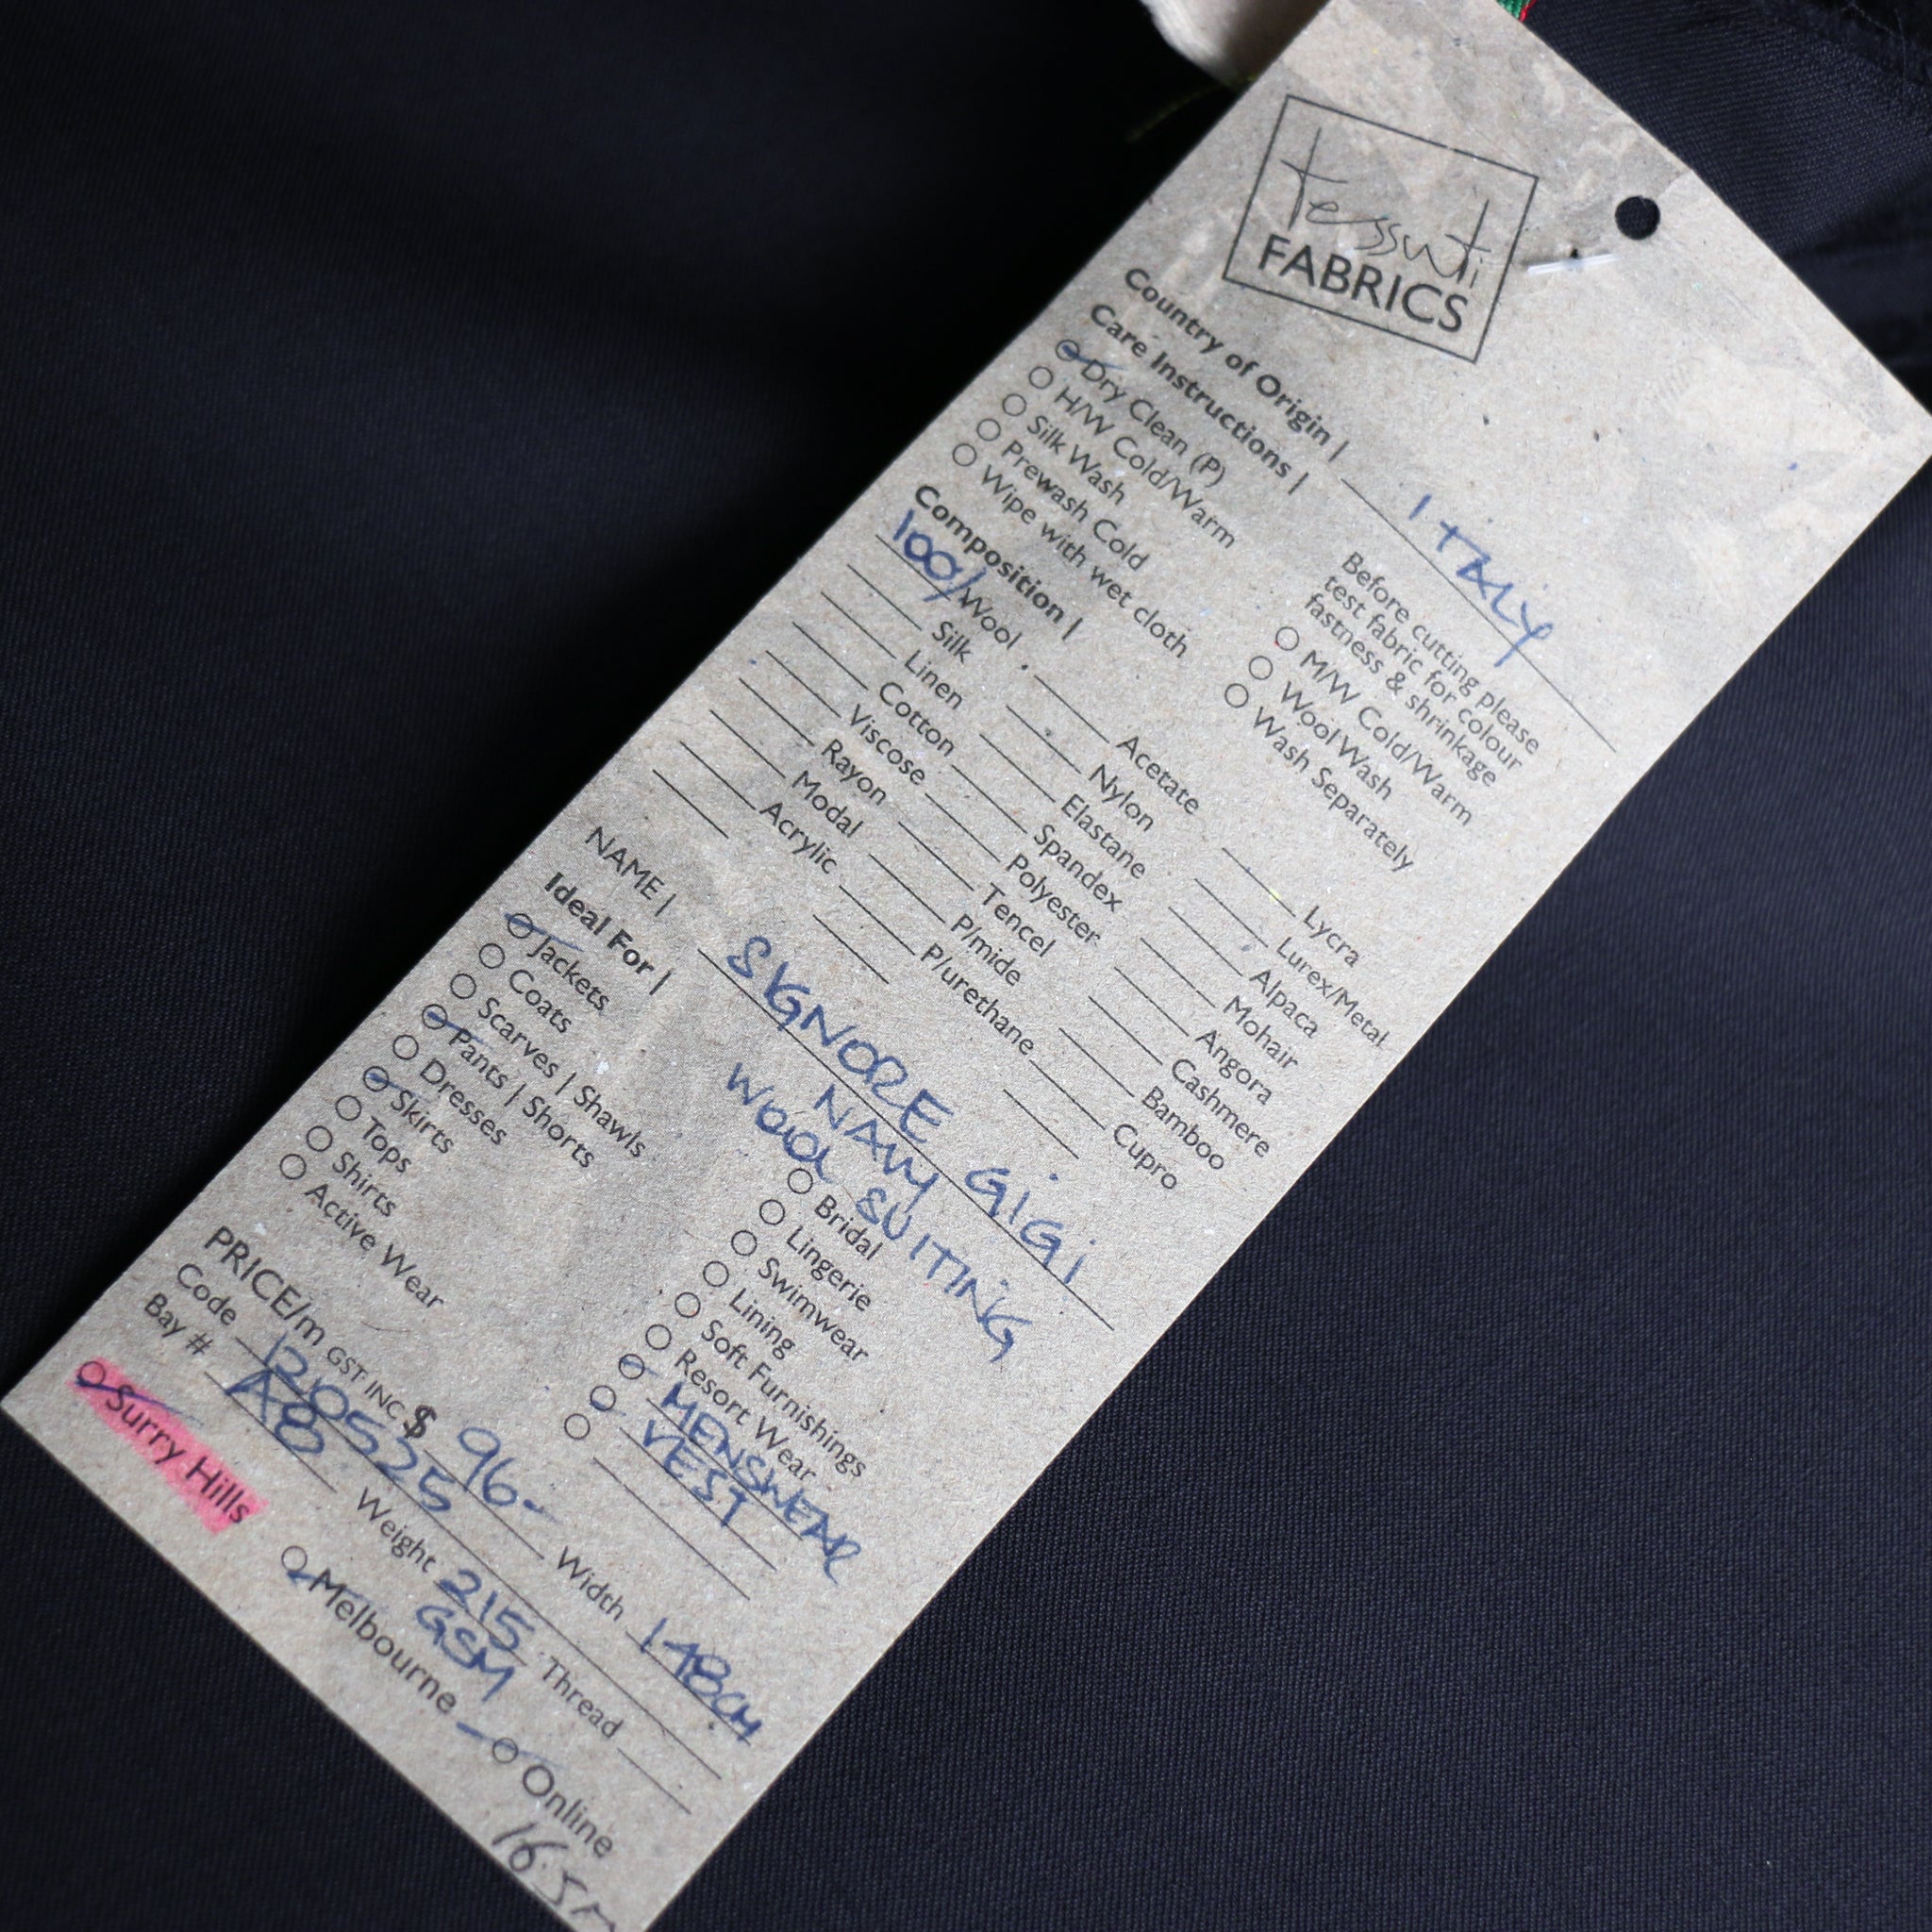 tessuti
FABRICS
Country of Origin | ITALY
Care Instructions |
Dry Clean (P)
H/W Cold/Warm
Silk Wash
Prewash Cold
Wipe with wet cloth
Before cutting please
test fabric for colour
fastness & shrinkage
M/W Cold/Warm
Wool Wash
Wash Separately
Composition |
100% Wool
Silk
Linen
Cotton
Viscose
Rayon
Modal
Acrylic
Acetate
Nylon
Elastane
Spandex
Polyester
Tencel
P/mide
P/urethane
Lycra
Lurex/Metal
Alpaca
Mohair
Angora
Cashmere
Bamboo
Cupro
NAME | SIGNORE GIGI
NAVY
WOOL SUITING
Ideal For |
Jackets
Coats
Scarves | Shawls
Pants | Shorts
Dresses
Skirts
Tops
Shirts
Active Wear
Bridal
Lingerie
Swimwear
Lining
Soft Furnishings
Resort Wear
MENSWEAR
VEST
PRICE/m GST INC $ 96- Width 148CM
Code 1210525 Thread
Bay # A8 Weight 215 GSM
Surry Hills Melbourne Online
16.5m